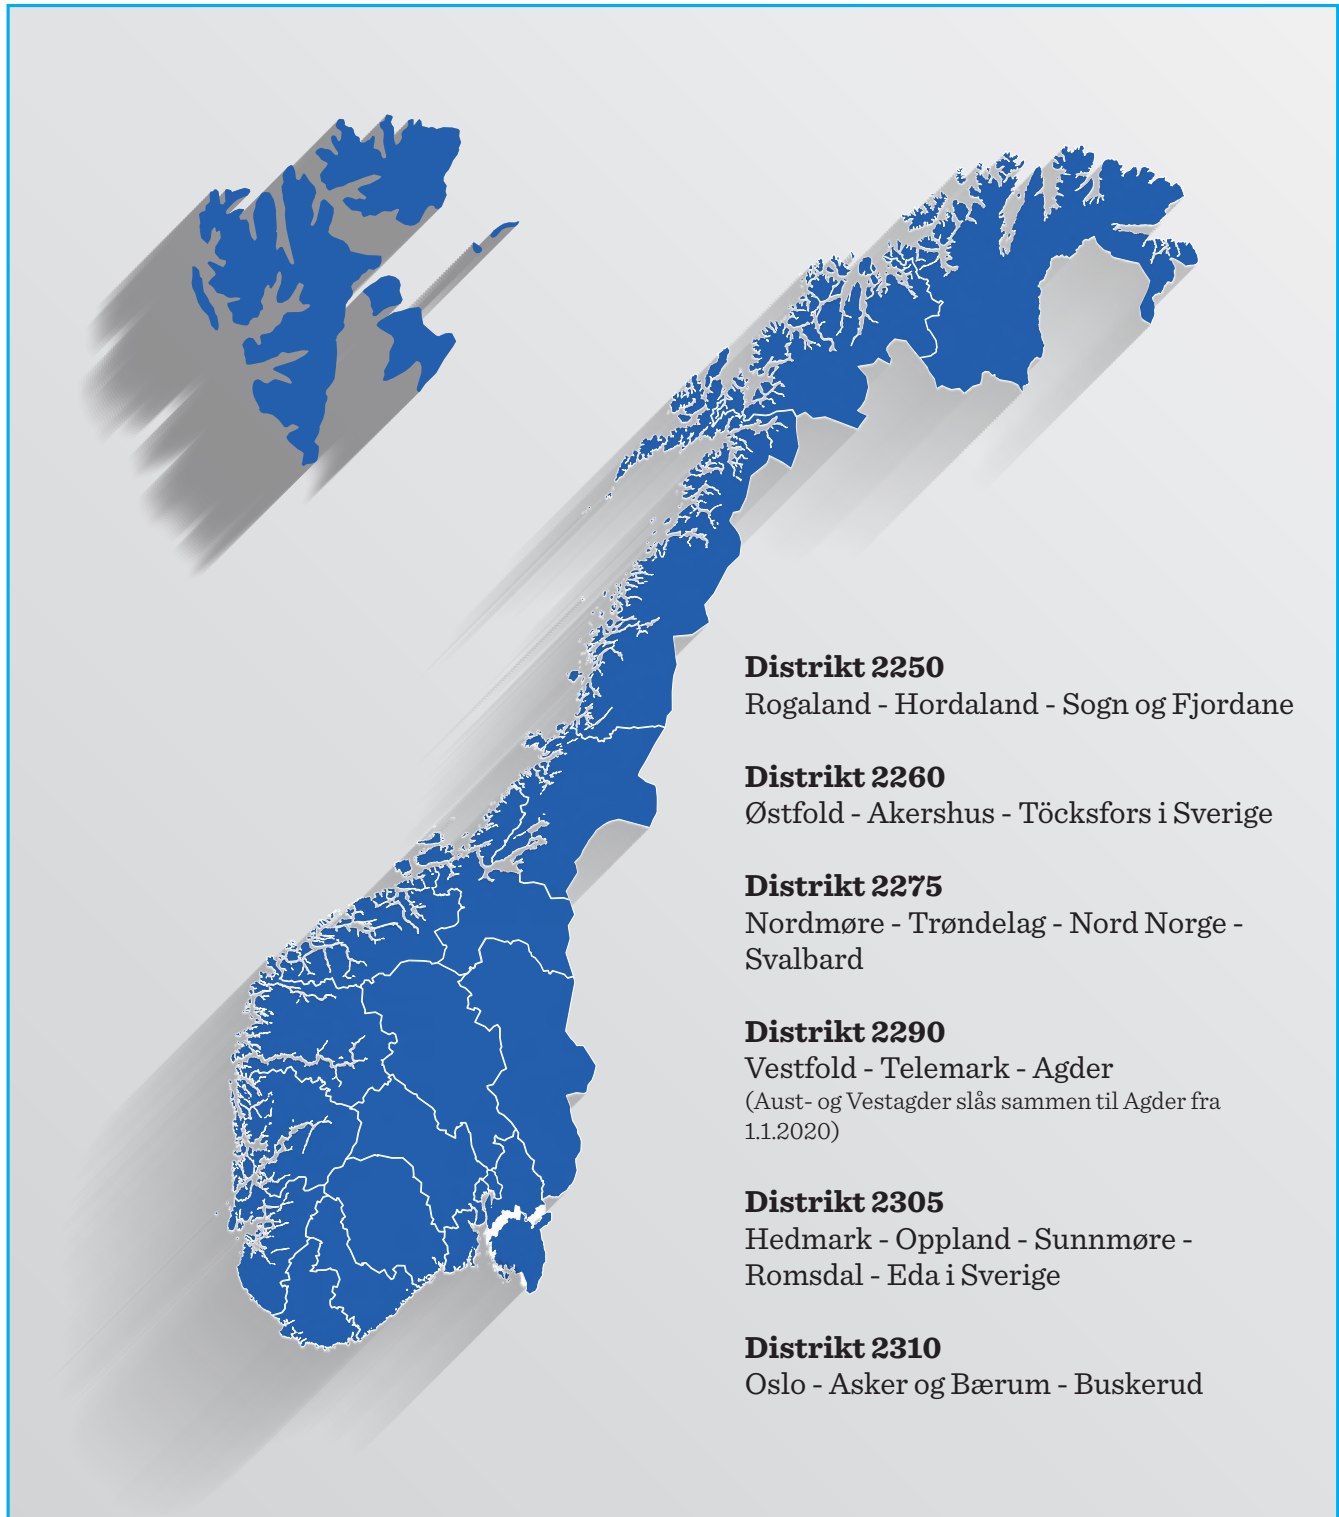 Distrikt 2250
Rogaland - Hordaland - Sogn og Fjordane
Distrikt 2260
Østfold - Akershus - Töcksfors i Sverige
Distrikt 2275
Nordmøre - Trøndelag - Nord Norge -
Svalbard
Distrikt 2290
Vestfold - Telemark - Agder
(Aust- og Vestagder slås sammen til Agder fra
1.1.2020)
Distrikt 2305
Hedmark - Oppland - Sunnmøre -
Romsdal - Eda i Sverige
Distrikt 2310
Oslo - Asker og Bærum - Buskerud